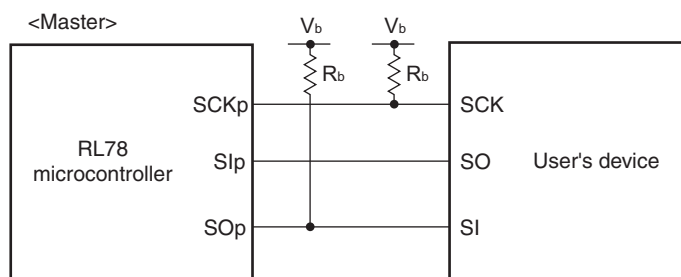 <Master>
Vb
Vb
Rb
Rb
SCKp
SCK
RL78
microcontroller
SIp
SO
User's device
SOp
SI